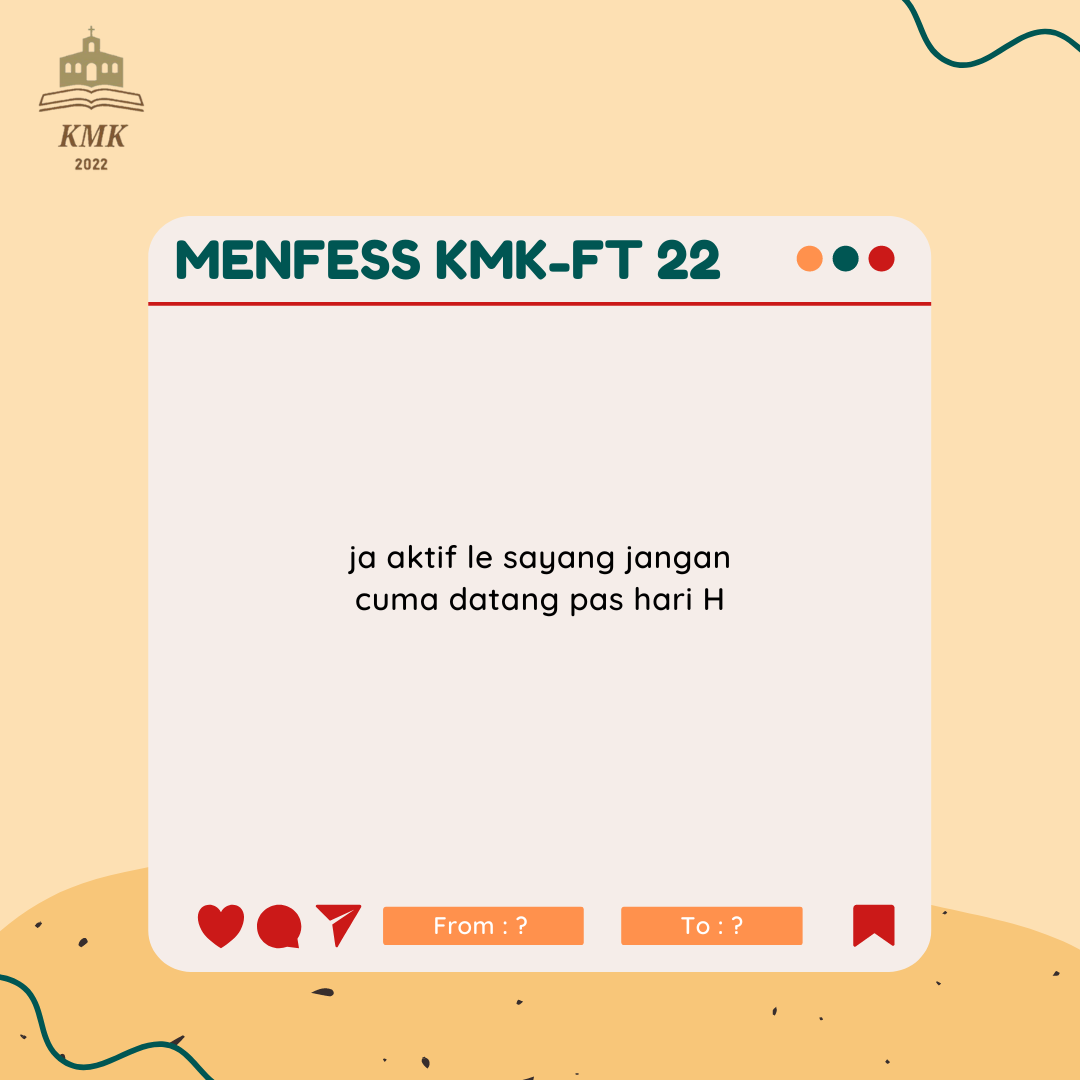 KMK
2022
MENFESS KMK-FT 22
ja aktif le sayang jangan
cuma datang pas hari H
From : ?
To : ?